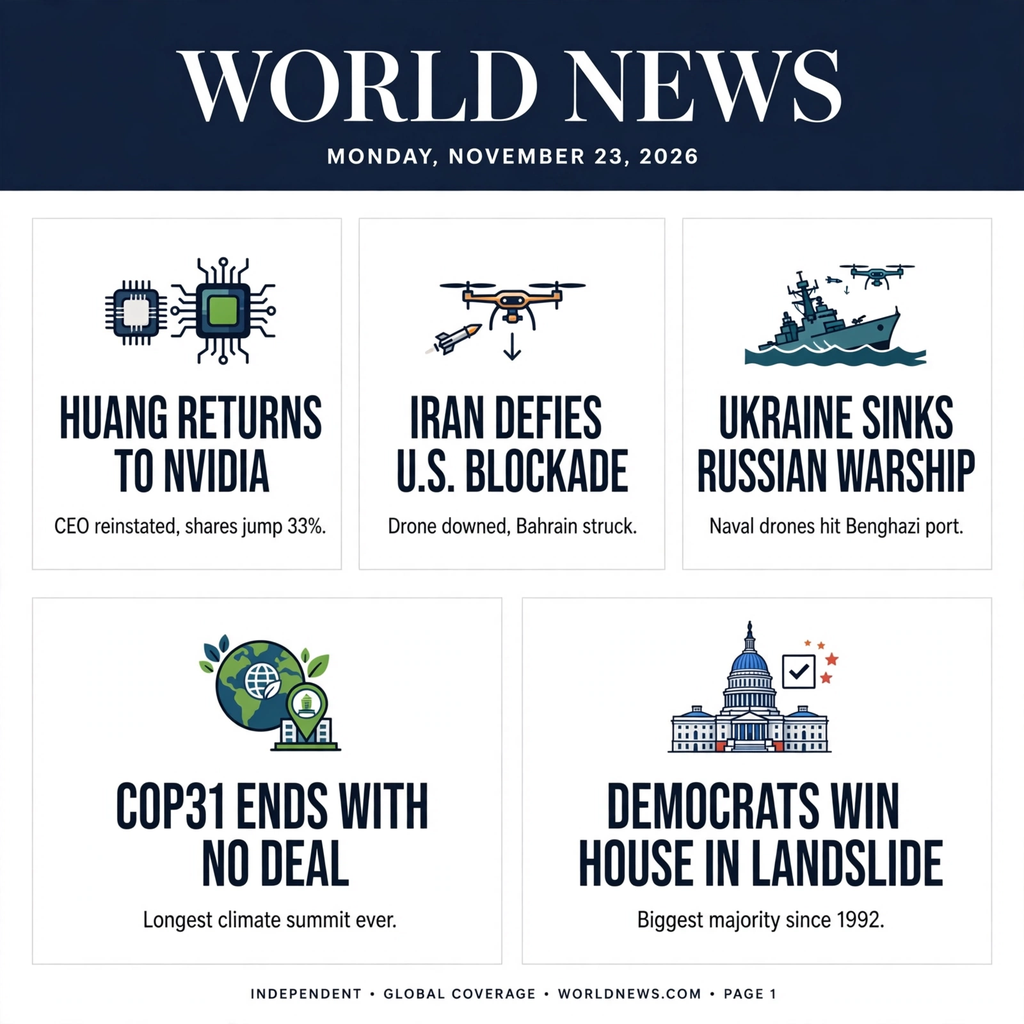 WORLD NEWS
MONDAY, NOVEMBER 23, 2026
HUANG RETURNS
TO NVIDIA
CEO reinstated, shares jump 33%.
IRAN DEFIES
U.S. BLOCKADE
Drone downed, Bahrain struck.
UKRAINE SINKS
RUSSIAN WARSHIP
Naval drones hit Benghazi port.
COP31 ENDS WITH
NO DEAL
Longest climate summit ever.
DEMOCRATS WIN
HOUSE IN LANDSLIDE
Biggest majority since 1992.
INDEPENDENT • GLOBAL COVERAGE • WORLDNEWS.COM • PAGE 1